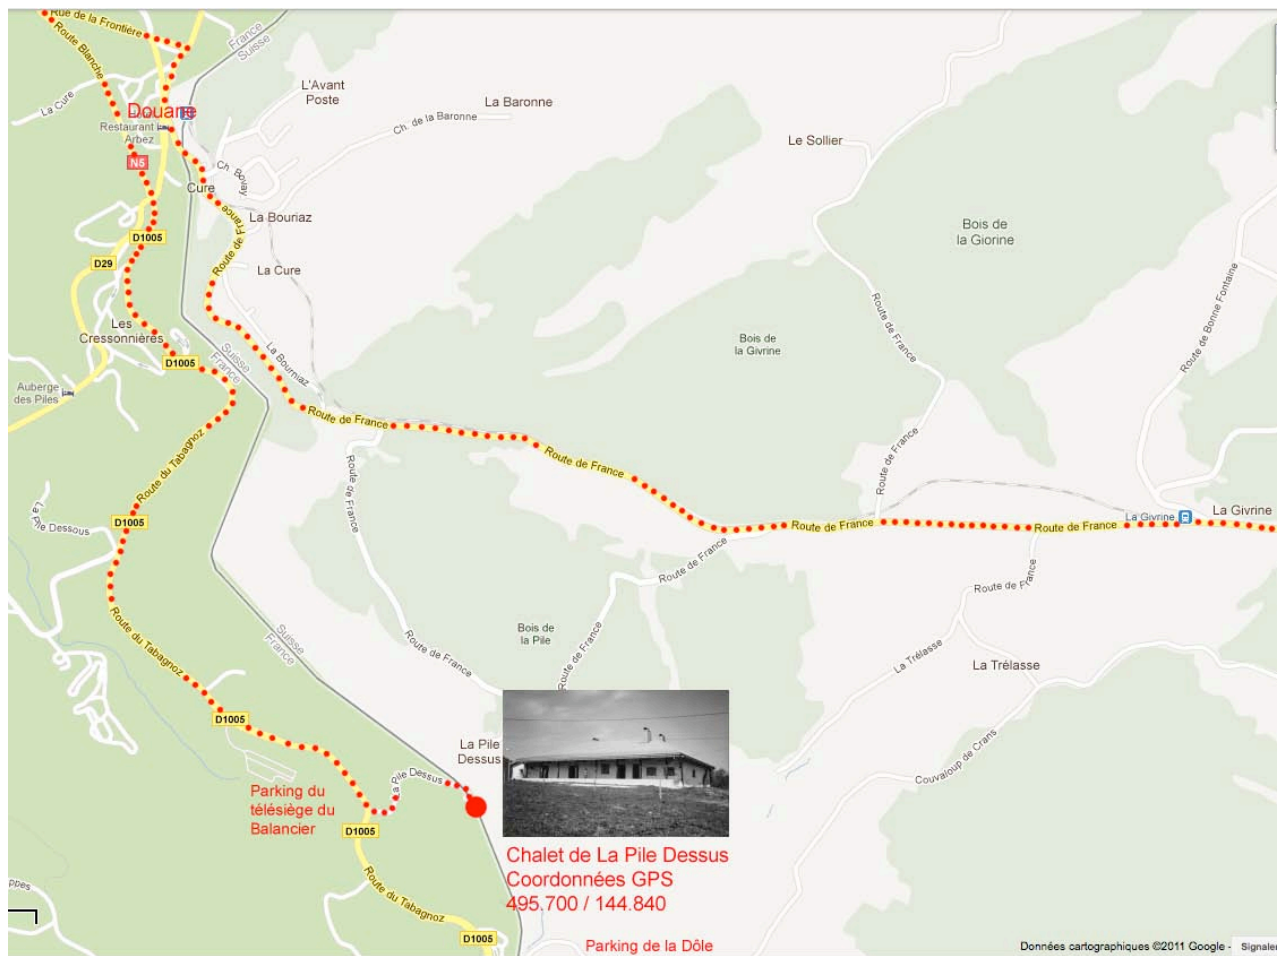 Rue de la Frontière
Route Blanche
France
Suisse
L'Avant
Poste
La Baronne
Ch. de la Baronne
La Cure
Douane
Restaurant
Arbez
N5
Le Sollier
Cure
Ch. Bovay
La Bouriaz
Route de France
D1005
D29
La Cure
Bois de
la Giorine
Route de Bonne Fontaine
Les
Cressonnières
D1005
Suisse
France
La Bourniaz
Bois de
la Givrine
Route de France
Auberge
des Piles
Route de France
Route du Tabagnoz
Route de France
Route de France
Route de France
La Pile Dessous
D1005
Route de France
Route de France
La Givrine
La Givrine
Route de France
Route de France
Route du Tabagnoz
Suisse
France
Bois de
la Pile
Route de France
Route de France
La Trélasse
La Trélasse
D1005
La Pile
Dessus
La Pile Dessus
Couvaloup de Crans
Parking du
télésiège du
Balancier
D1005
Chalet de La Pile Dessus
Coordonnées GPS
495.700 / 144.840
Route du Tabagnoz
ppes
D1005
Parking de la Dôle
Données cartographiques ©2011 Google -
Signaler